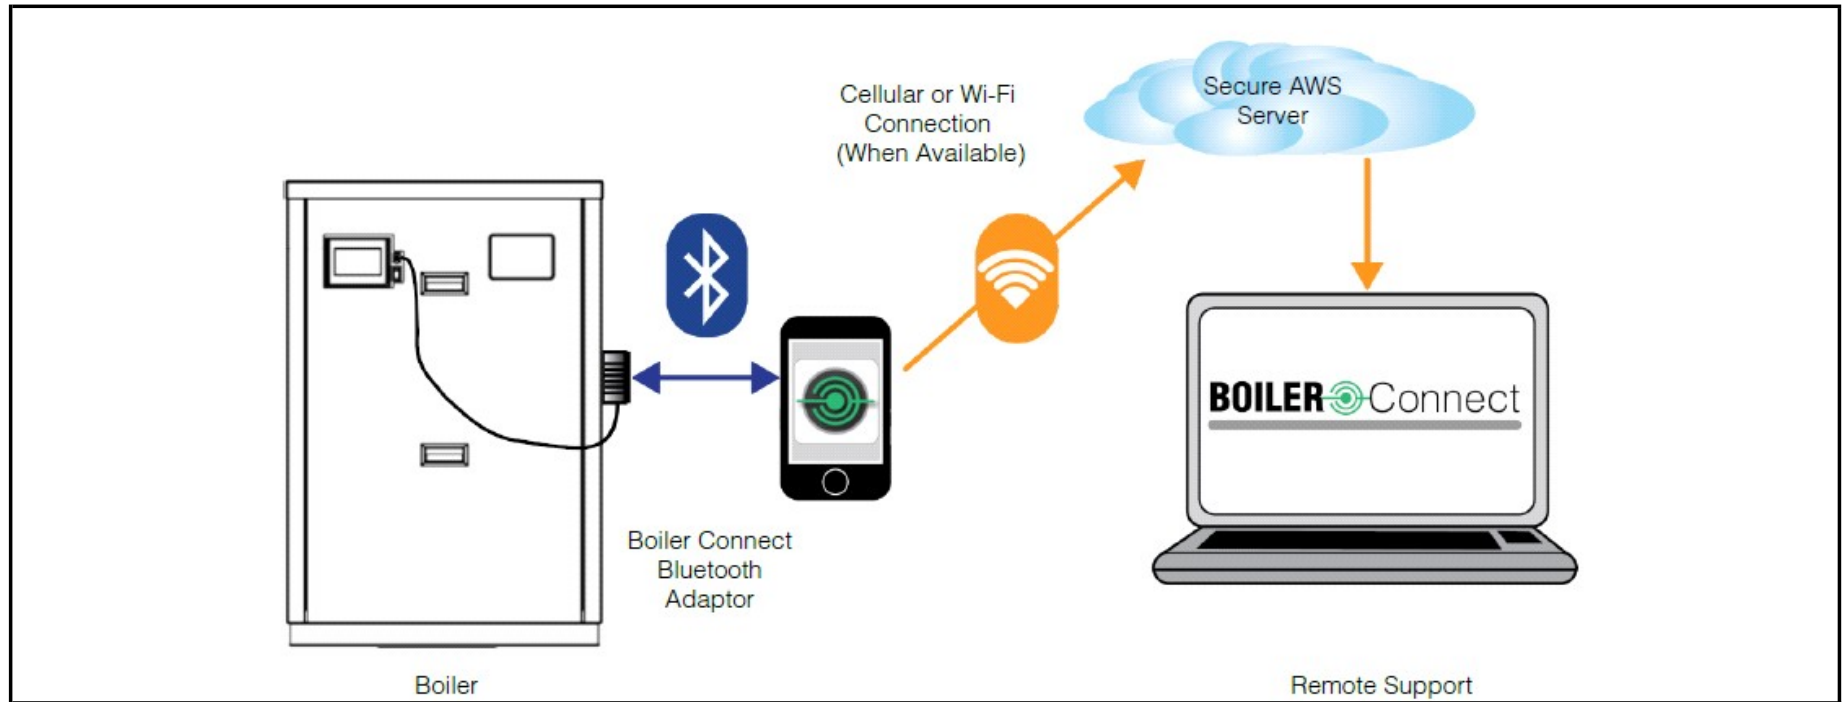 Cellular or Wi-Fi
Connection
(When Available)
Secure AWS
Server
BOILER Connect
Boiler Connect
Bluetooth
Adaptor
Boiler
Remote Support